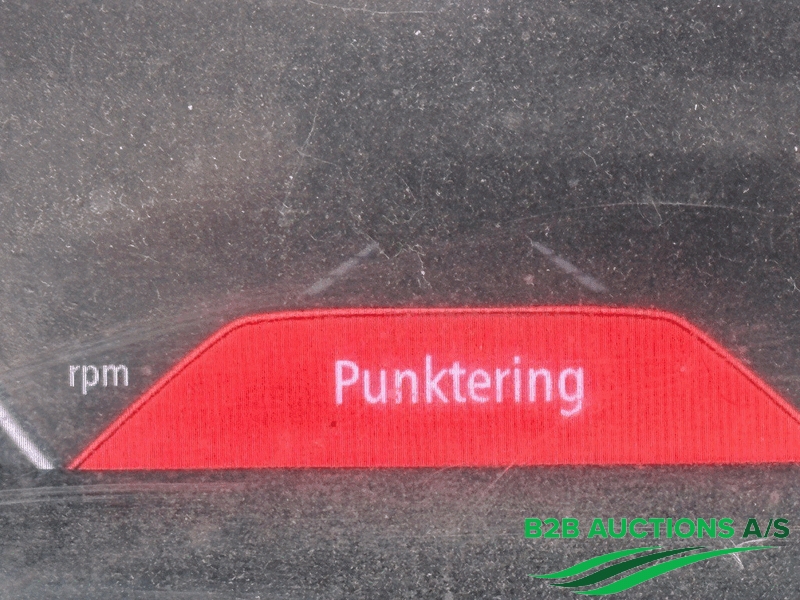 rpm
Punktering
B2B AUCTIONS A/S